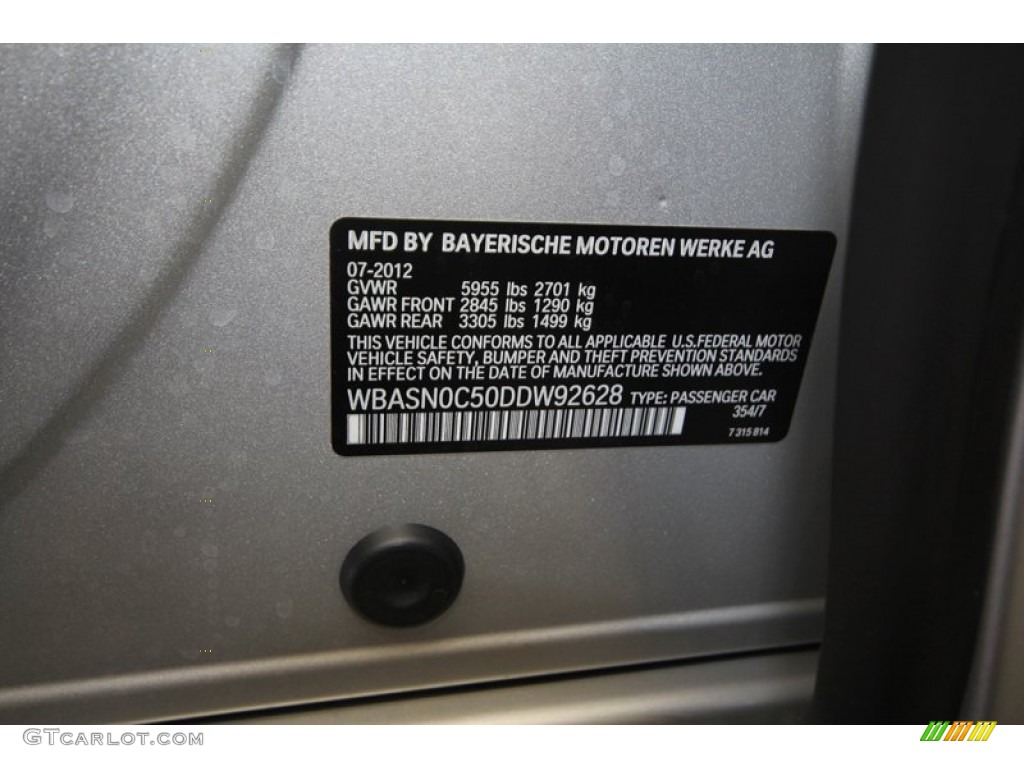 MFD BY BAYERISCHE MOTOREN WERKE AG
07-2012
GVWR 5955 lbs 2701 kg
GAWR FRONT 2845 lbs 1290 kg
GAWR REAR 3305 lbs 1499 kg
THIS VEHICLE CONFORMS TO ALL APPLICABLE U.S.FEDERAL MOTOR
VEHICLE SAFETY, BUMPER AND THEFT PREVENTION STANDARDS
IN EFFECT ON THE DATE OF MANUFACTURE SHOWN ABOVE.
WBASN0C50DDW92628 TYPE: PASSENGER CAR
354/7
7 315 814
GTCARLOT.COM